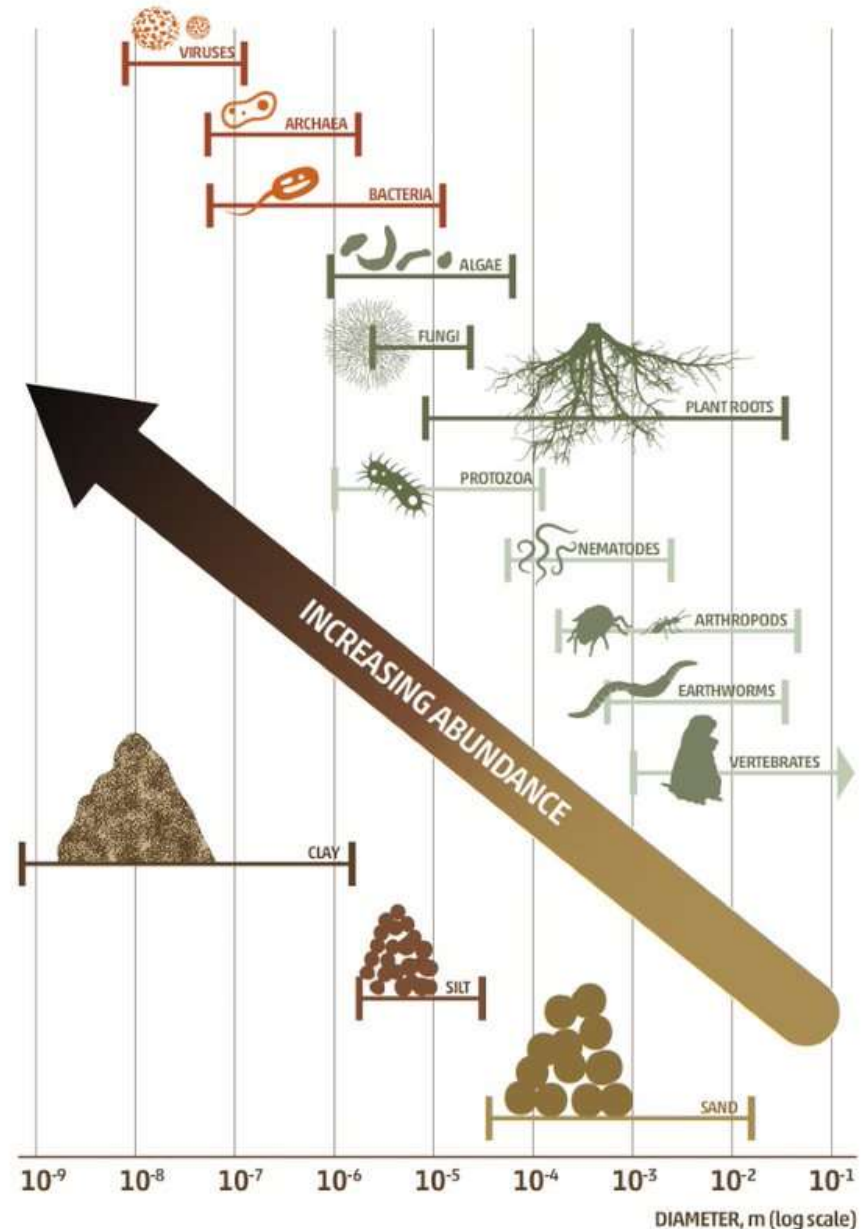 VIRUSES
ARCHAEA
BACTERIA
ALGAE
FUNGI
PLANT ROOTS
PROTOZOA
NEMATODES
INCREASING ABUNDANCE
ARTHROPODS
EARTHWORMS
VERTEBRATES
CLAY
SILT
SAND
10⁻⁹ 10⁻⁸ 10⁻⁷ 10⁻⁶ 10⁻⁵ 10⁻⁴ 10⁻³ 10⁻² 10⁻¹
DIAMETER, m (log scale)